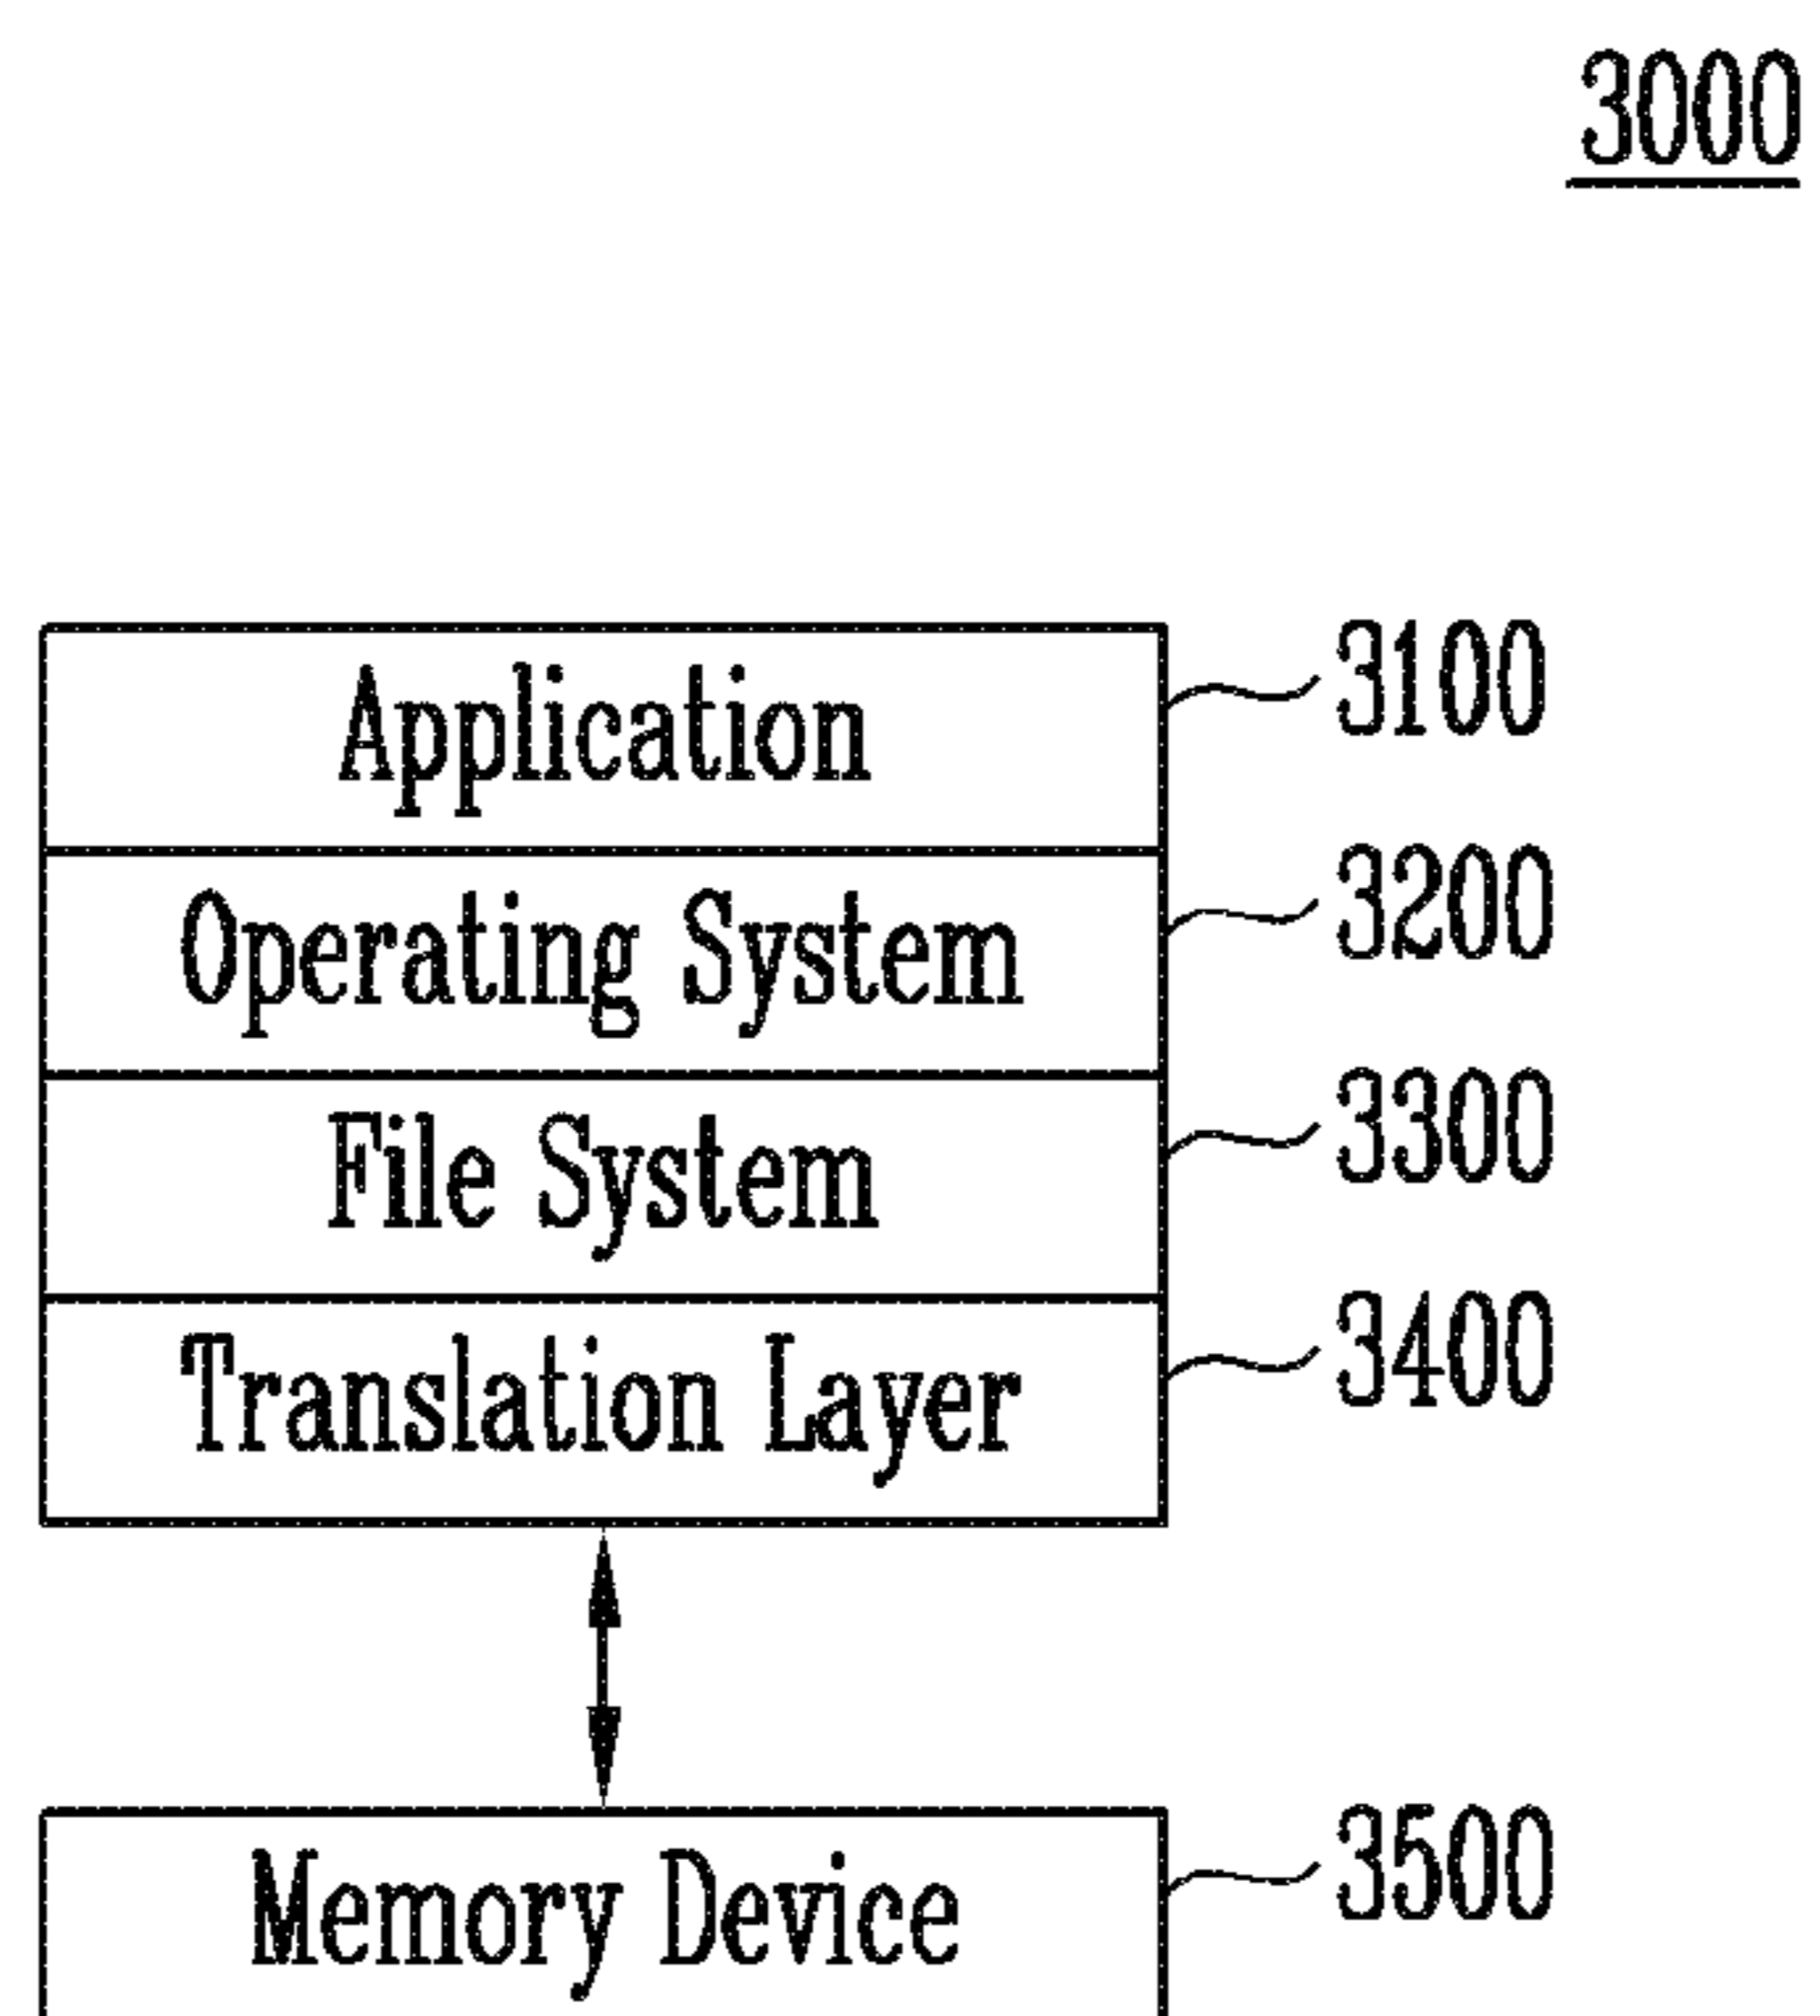 3000
Application 3100
Operating System 3200
File System 3300
Translation Layer 3400
Memory Device 3500